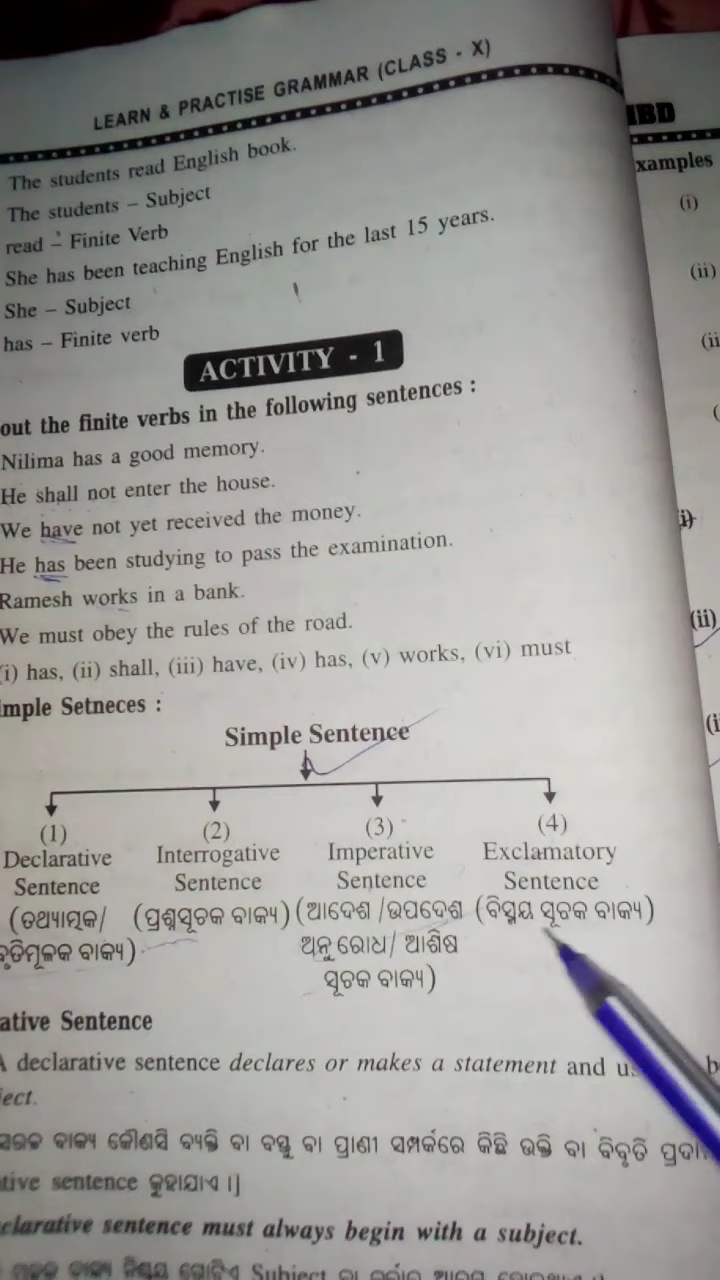 LEARN & PRACTISE GRAMMAR (CLASS - X)
The students read English book.
The students – Subject
read – Finite Verb
She has been teaching English for the last 15 years.
She – Subject
has – Finite verb
ACTIVITY - 1
out the finite verbs in the following sentences :
Nilima has a good memory.
He shall not enter the house.
We have not yet received the money.
He has been studying to pass the examination.
Ramesh works in a bank.
We must obey the rules of the road.
(i) has, (ii) shall, (iii) have, (iv) has, (v) works, (vi) must
imple Setneces :
Simple Sentence
(1) (2) (3) (4)
Declarative Interrogative Imperative Exclamatory
Sentence Sentence Sentence Sentence
(ତଥ୍ୟାତ୍ମକ/ (ପ୍ରଶ୍ନସୂଚକ ବାକ୍ୟ) (ଆଦେଶ /ଉପଦେଶ (ବିସ୍ମୟ ସୂଚକ ବାକ୍ୟ)
ବୃତିମୂଳକ ବାକ୍ୟ) ଅନୁରୋଧ/ ଆଶିଷ
ସୂଚକ ବାକ୍ୟ)
ative Sentence
A declarative sentence declares or makes a statement and
ject.
ବାକ୍ୟ କୌଣସି ବ୍ୟକ୍ତି ବା ବସ୍ତୁ ବା ପ୍ରାଣୀ ସମ୍ପର୍କରେ କିଛି ଉକ୍ତି ବା ବିବୃତି
tive sentence କୁହାଯାଏ ।]
clarative sentence must always begin with a subject.
Subject
BD
xamples
(i)
(ii)
(ii
(
i)
(ii)
(i